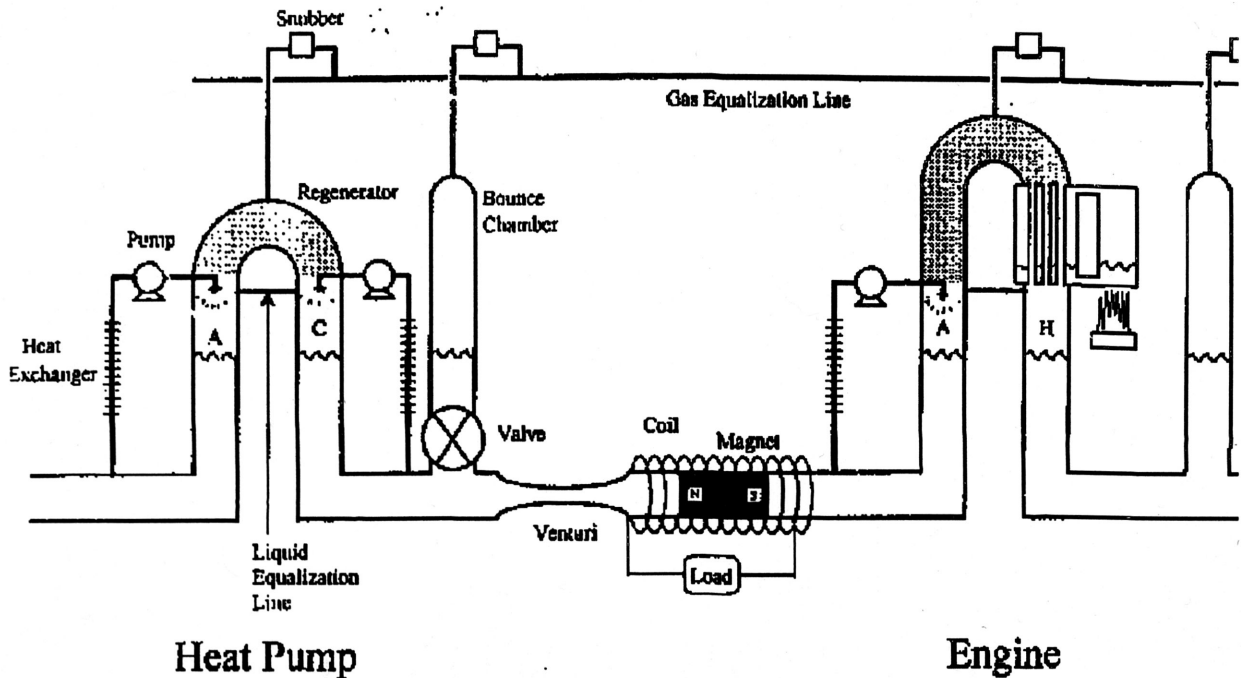 Snubber
Gas Equalization Line
Regenerator
Bounce
Chamber
Pump
A
C
A
H
Heat
Exchanger
Valve
Coil
Magnet
N
S
Venturi
Load
Liquid
Equalization
Line
Heat Pump
Engine